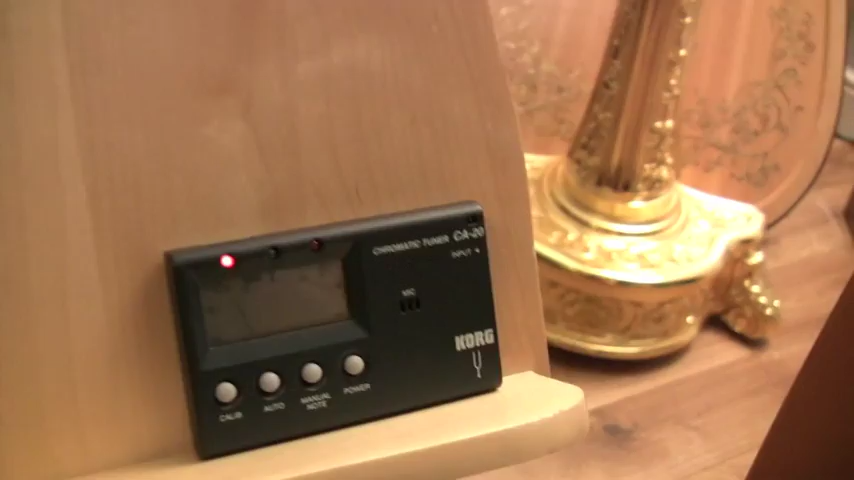 CHROMATIC TUNER CA-20
INPUT
MIC
KORG
CALIB
AUTO
MANUAL
NOTE
POWER